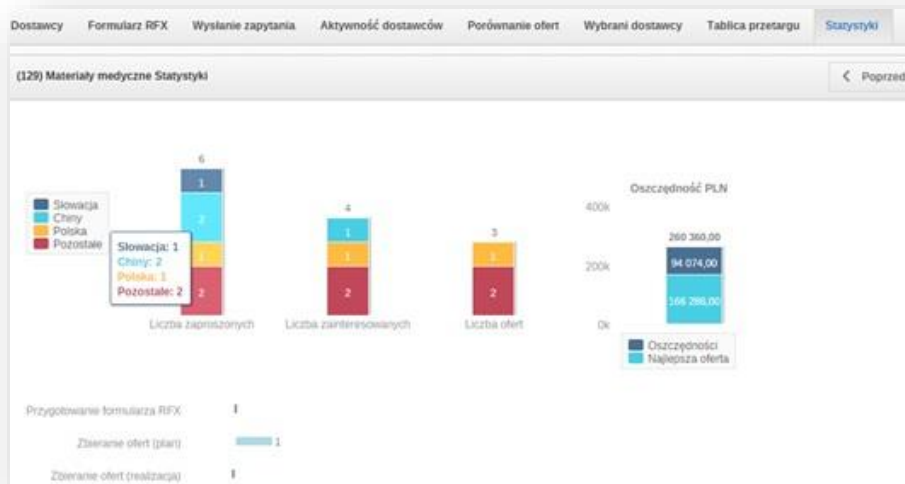 Dostawcy Formularz RFX Wysłanie zapytania Aktywność dostawców Porównanie ofert Wybrani dostawcy Tablica przetargu Statystyki
(129) Materiały medyczne Statystyki
Poprzed
6
1
2
1
2
Liczba zaproszonych
Słowacja
Chiny
Polska
Pozostałe
Słowacja: 1
Chiny: 2
Polska: 1
Pozostałe: 2
4
1
1
2
Liczba zainteresowanych
3
1
2
Liczba ofert
Oszczędność PLN
400k
200k
0k
260 360,00
94 074,00
166 286,00
Oszczędności
Najlepsza oferta
Przygotowanie formularza RFX
Zbieranie ofert (plan) 1
Zbieranie ofert (realizacja)